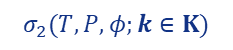 σ₂(T, P, ϕ; k ∈ K)